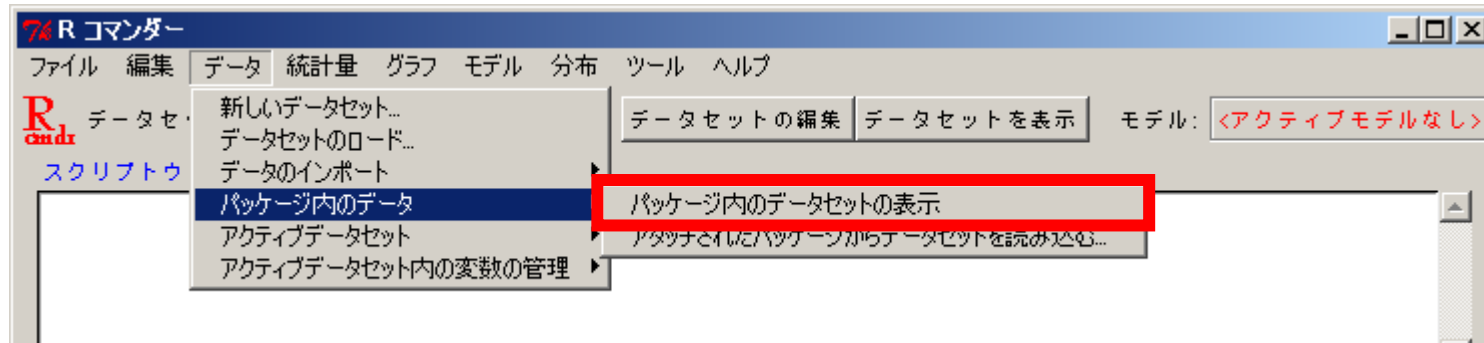 R コマンダー
ファイル 編集 データ 統計量 グラフ モデル 分布 ツール ヘルプ
R cmdr データセ
新しいデータセット...
データセットの編集 データセットを表示 モデル: <アクティブモデルなし>
データセットのロード...
スクリプトウ
データのインポート
パッケージ内のデータ
パッケージ内のデータセットの表示
アクティブデータセット
アタッチされたパッケージからデータセットを読み込む...
アクティブデータセット内の変数の管理